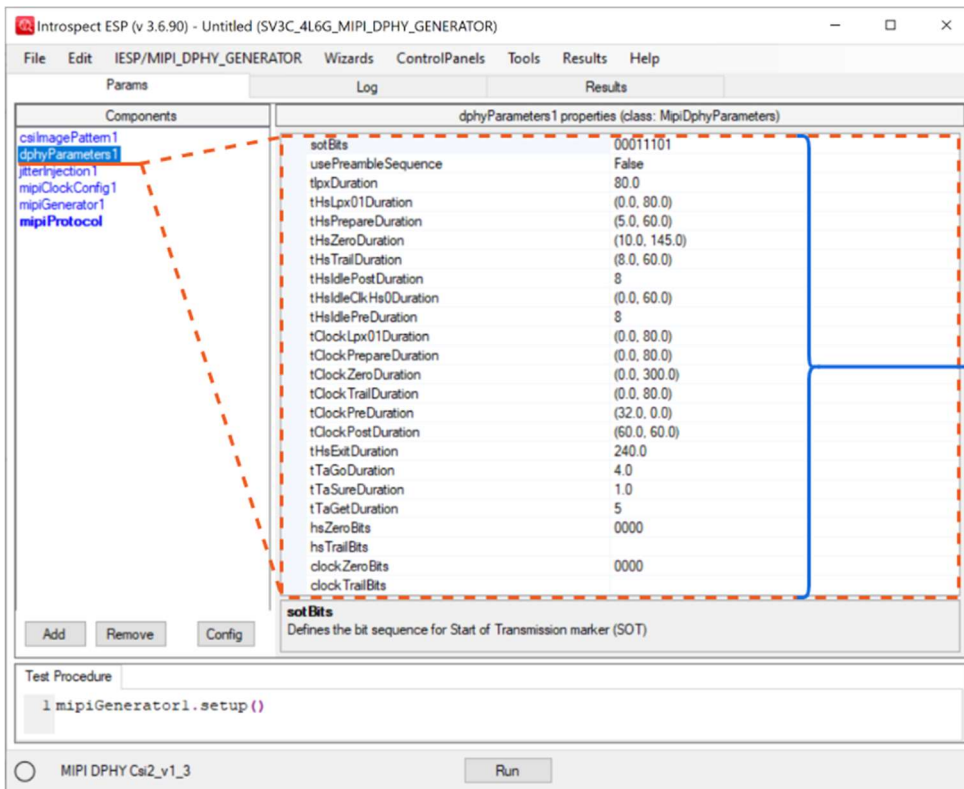 Introspect ESP (v 3.6.90) - Untitled (SV3C_4L6G_MIPI_DPHY_GENERATOR)
File Edit IESP/MIPI_DPHY_GENERATOR Wizards ControlPanels Tools Results Help
Params Log Results
Components
csiImagePattern1
dphyParameters1
jitterInjection1
mipiClockConfig1
mipiGenerator1
mipiProtocol
Add Remove Config
dphyParameters1 properties (class: MipiDphyParameters)
sotBits 00011101
usePreambleSequence False
tlpxDuration 80.0
tHsLpx01Duration (0.0, 80.0)
tHsPrepareDuration (5.0, 60.0)
tHsZeroDuration (10.0, 145.0)
tHsTrailDuration (8.0, 60.0)
tHsIdlePostDuration 8
tHsIdleClkHs0Duration (0.0, 60.0)
tHsIdlePreDuration 8
tClockLpx01Duration (0.0, 80.0)
tClockPrepareDuration (0.0, 80.0)
tClockZeroDuration (0.0, 300.0)
tClockTrailDuration (0.0, 80.0)
tClockPreDuration (32.0, 0.0)
tClockPostDuration (60.0, 60.0)
tHsExitDuration 240.0
tTaGoDuration 4.0
tTaSureDuration 1.0
tTaGetDuration 5
hsZeroBits 0000
hsTrailBits
clockZeroBits 0000
clockTrailBits
sotBits
Defines the bit sequence for Start of Transmission marker (SOT)
Test Procedure
1 mipiGenerator1.setup()
MIPI DPHY Csi2_v1_3 Run